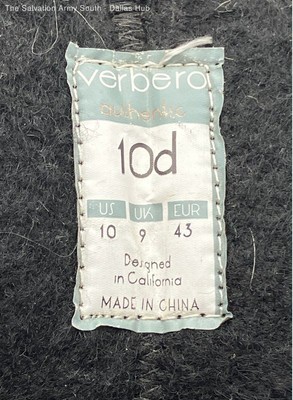 The Salvation Army South - Dallas Hub
verbero
authentic
10d
US UK EUR
10 9 43
Designed
in California
MADE IN CHINA